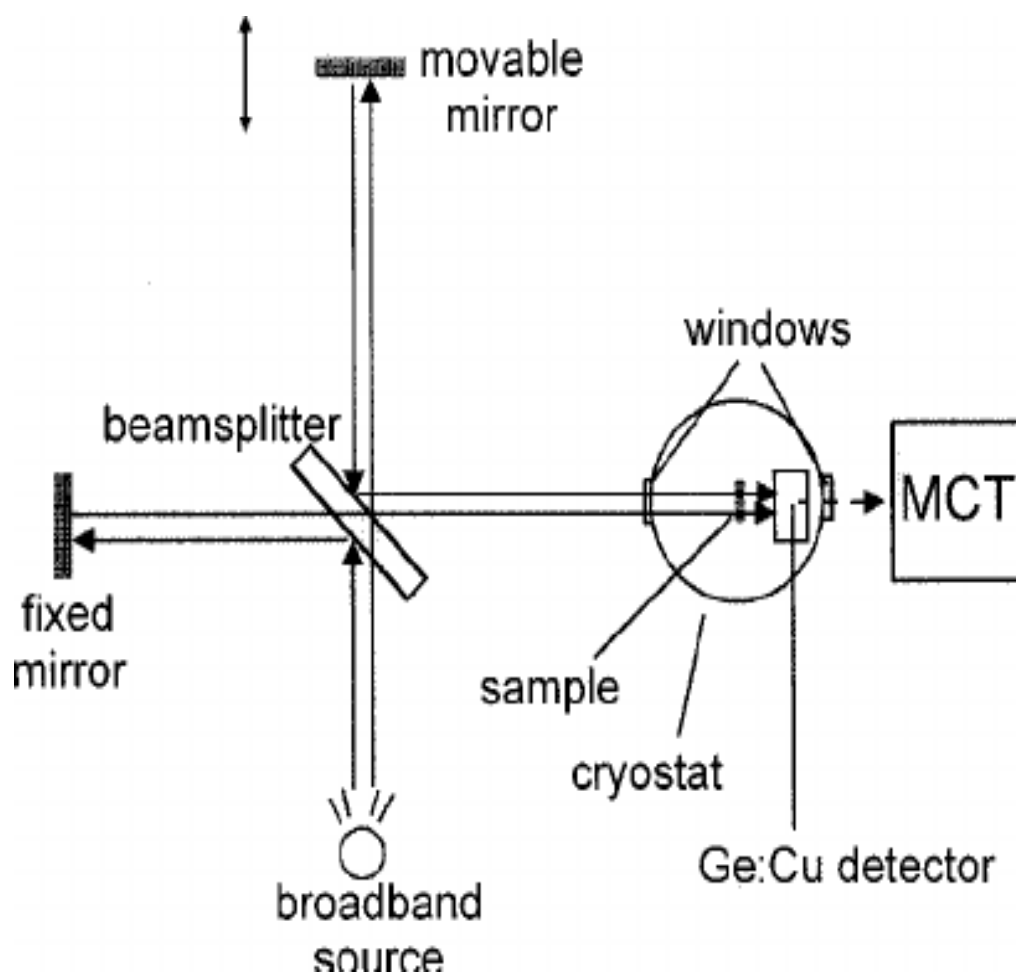 movable
mirror
windows
beamsplitter
MCT
fixed
mirror
sample
cryostat
Ge:Cu detector
broadband
source